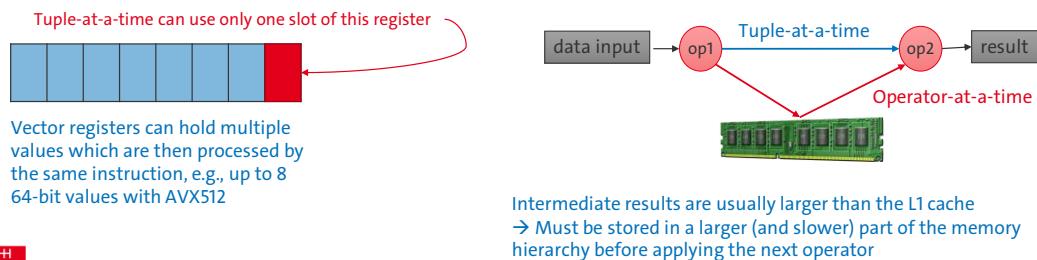 Tuple-at-a-time can use only one slot of this register
Vector registers can hold multiple
values which are then processed by
the same instruction, e.g., up to 8
64-bit values with AVX512
data input
op1
Tuple-at-a-time
op2
result
Operator-at-a-time
Intermediate results are usually larger than the L1 cache
→ Must be stored in a larger (and slower) part of the memory
hierarchy before applying the next operator